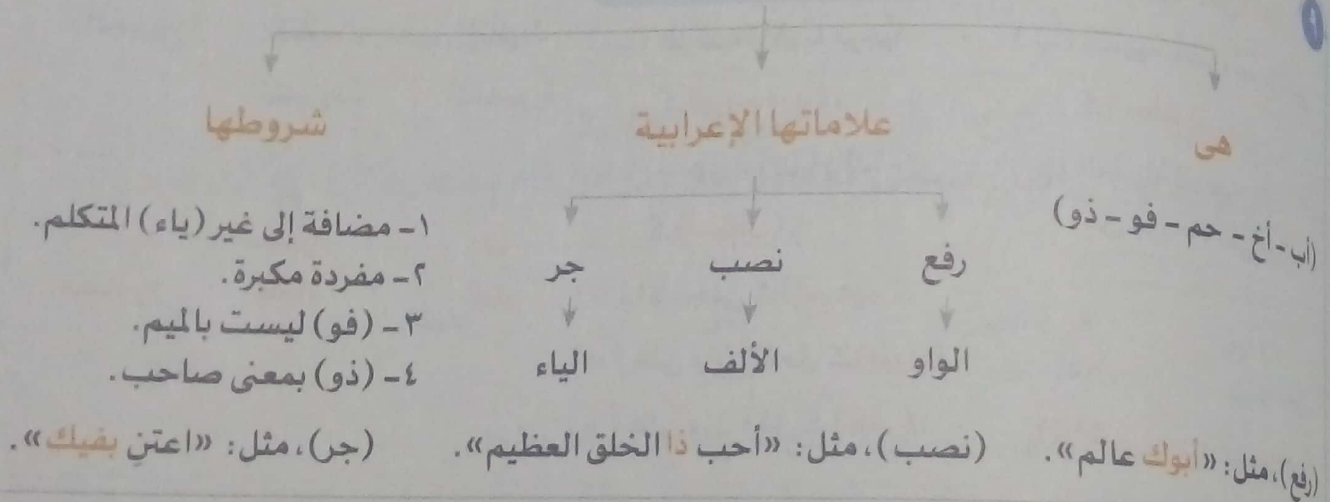 هى
علاماتها الإعرابية
شروطها
(أب - أخ - حم - فو - ذو)
رفع
نصب
جر
الواو
الألف
الياء
١- مضافة إلى غير (ياء) المتكلم.
٢- مفردة مكبرة.
٣- (فو) ليست بالميم.
٤- (ذو) بمعنى صاحب.
(رفع)، مثل: «أبوك عالم».
(نصب)، مثل: «أحب ذا الخلق العظيم».
(جر)، مثل: «اعتنِ بفيك».